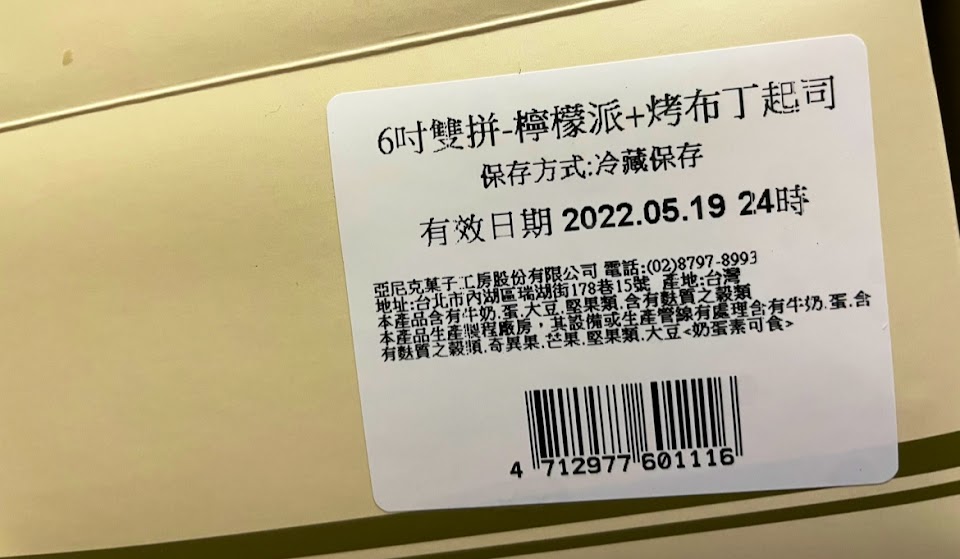 6吋雙拼-檸檬派+烤布丁起司
保存方式:冷藏保存
有效日期 2022.05.19 24時
亞尼克菓子工房股份有限公司 電話:(02)8797-8993
地址:台北市內湖區瑞湖街178巷15號 產地:台灣
本產品含有牛奶.蛋.大豆.堅果類.含有麩質之穀類
本產品生產製程廠房，其設備或生產管線有處理含有牛奶.蛋.含
有麩質之穀類.奇異果.芒果.堅果類.大豆<奶蛋素可食>
4 712977 601116